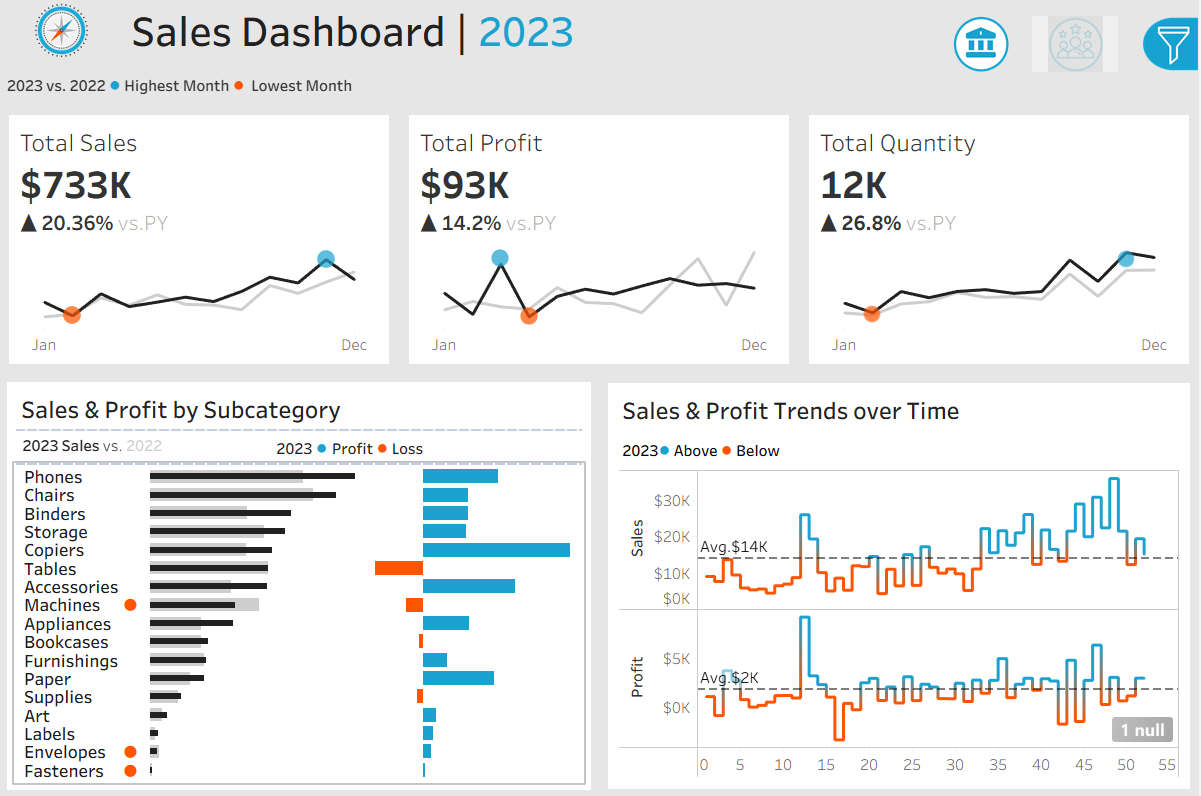 Sales Dashboard | 2023
2023 vs. 2022 Highest Month Lowest Month
Total Sales
$733K
▲ 20.36% vs.PY
Jan Dec
Total Profit
$93K
▲ 14.2% vs.PY
Jan Dec
Total Quantity
12K
▲ 26.8% vs.PY
Jan Dec
Sales & Profit by Subcategory
2023 Sales vs. 2022
2023 Profit Loss
Phones
Chairs
Binders
Storage
Copiers
Tables
Accessories
Machines
Appliances
Bookcases
Furnishings
Paper
Supplies
Art
Labels
Envelopes
Fasteners
Sales & Profit Trends over Time
2023 Above Below
Sales
$30K
$20K
$10K
$0K
Avg.$14K
Profit
$5K
$0K
Avg.$2K
1 null
0 5 10 15 20 25 30 35 40 45 50 55